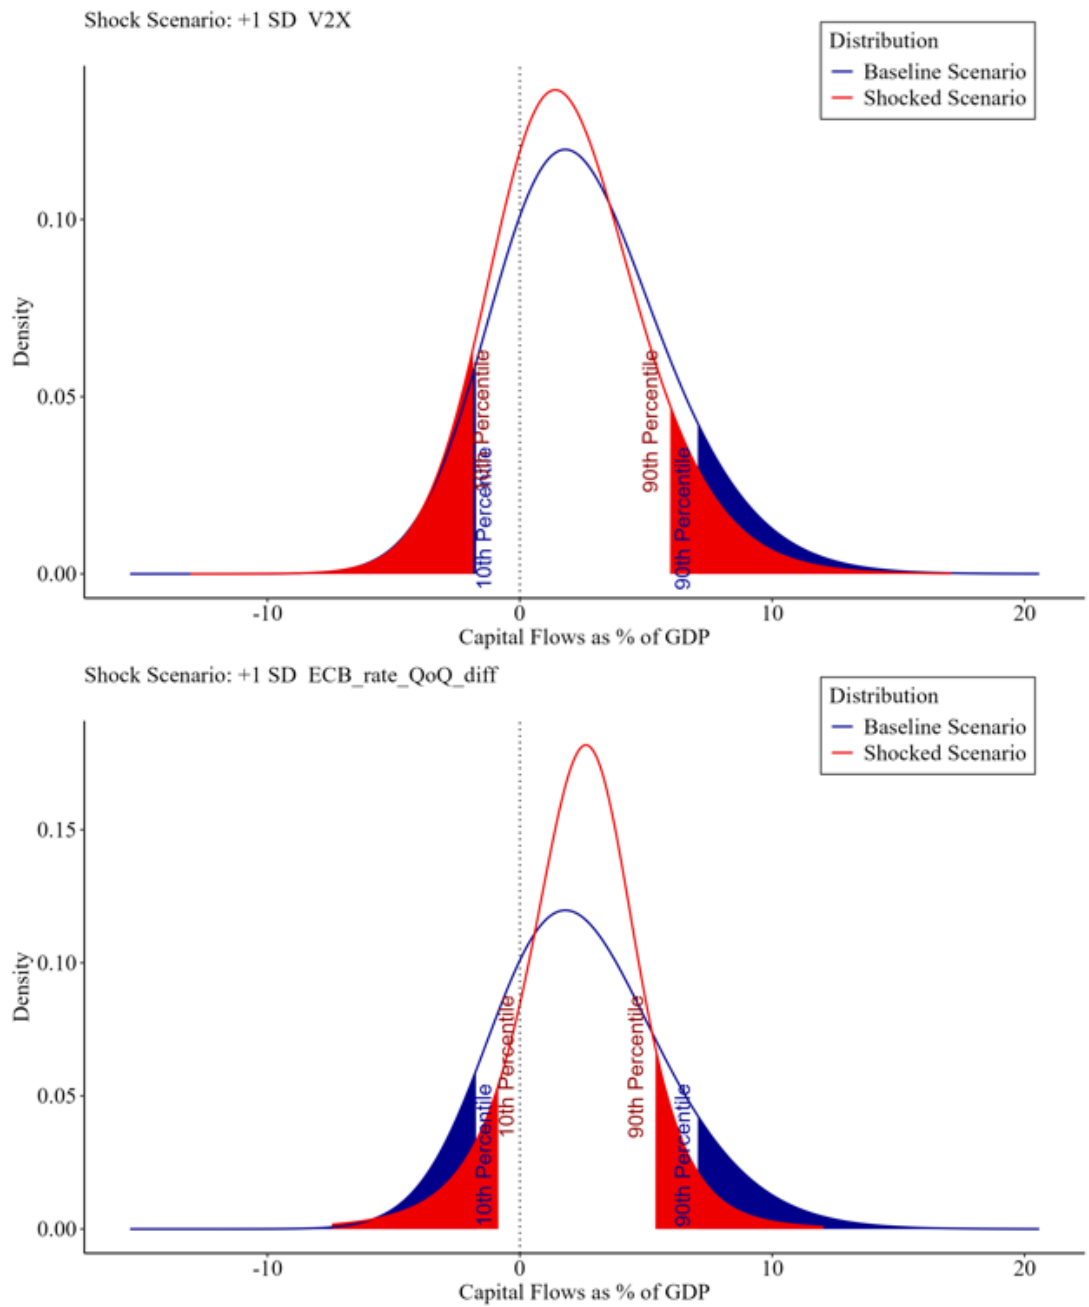 Shock Scenario: +1 SD V2X
Distribution
Baseline Scenario
Shocked Scenario
Density
0.10
0.05
0.00
10th Percentile
10th Percentile
90th Percentile
90th Percentile
-10
0
10
20
Capital Flows as % of GDP
Shock Scenario: +1 SD ECB_rate_QoQ_diff
Distribution
Baseline Scenario
Shocked Scenario
Density
0.15
0.10
0.05
0.00
10th Percentile
10th Percentile
90th Percentile
90th Percentile
-10
0
10
20
Capital Flows as % of GDP